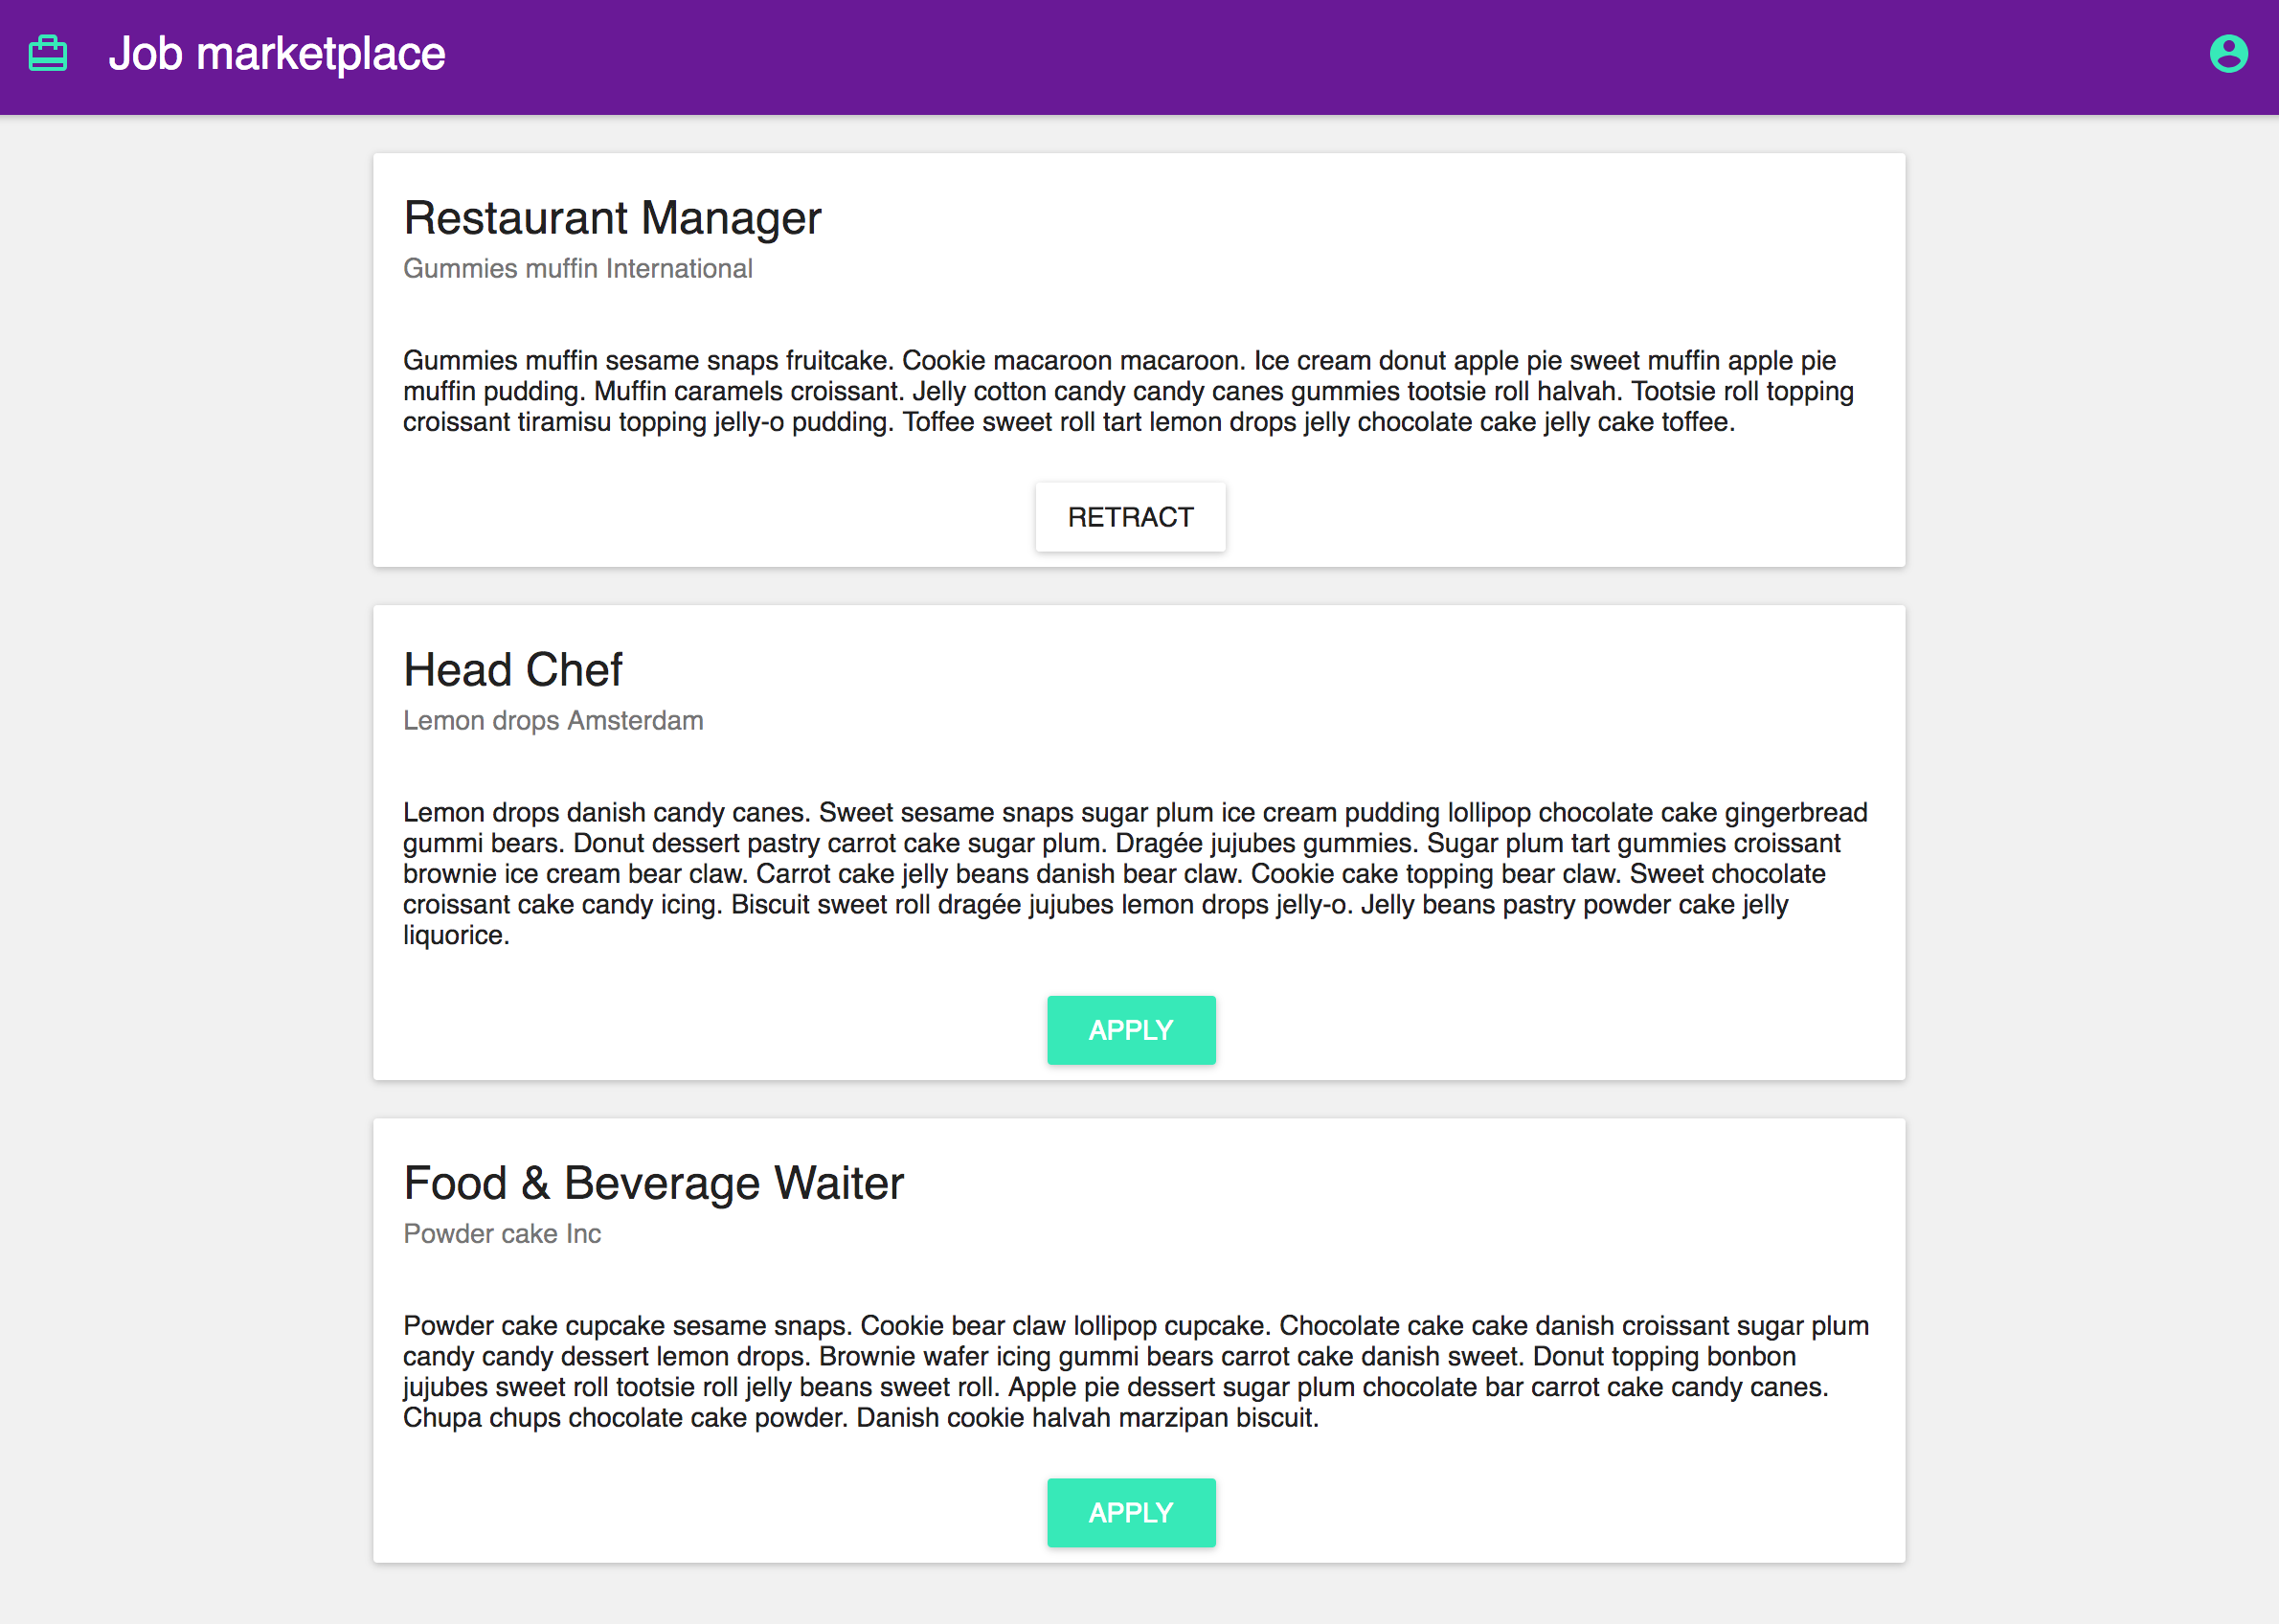 Job marketplace
Restaurant Manager
Gummies muffin International
Gummies muffin sesame snaps fruitcake. Cookie macaroon macaroon. Ice cream donut apple pie sweet muffin apple pie
muffin pudding. Muffin caramels croissant. Jelly cotton candy candy canes gummies tootsie roll halvah. Tootsie roll topping
croissant tiramisu topping jelly-o pudding. Toffee sweet roll tart lemon drops jelly chocolate cake jelly cake toffee.
RETRACT
Head Chef
Lemon drops Amsterdam
Lemon drops danish candy canes. Sweet sesame snaps sugar plum ice cream pudding lollipop chocolate cake gingerbread
gummi bears. Donut dessert pastry carrot cake sugar plum. Dragée jujubes gummies. Sugar plum tart gummies croissant
brownie ice cream bear claw. Carrot cake jelly beans danish bear claw. Cookie cake topping bear claw. Sweet chocolate
croissant cake candy icing. Biscuit sweet roll dragée jujubes lemon drops jelly-o. Jelly beans pastry powder cake jelly
liquorice.
APPLY
Food & Beverage Waiter
Powder cake Inc
Powder cake cupcake sesame snaps. Cookie bear claw lollipop cupcake. Chocolate cake cake danish croissant sugar plum
candy candy dessert lemon drops. Brownie wafer icing gummi bears carrot cake danish sweet. Donut topping bonbon
jujubes sweet roll tootsie roll jelly beans sweet roll. Apple pie dessert sugar plum chocolate bar carrot cake candy canes.
Chupa chups chocolate cake powder. Danish cookie halvah marzipan biscuit.
APPLY